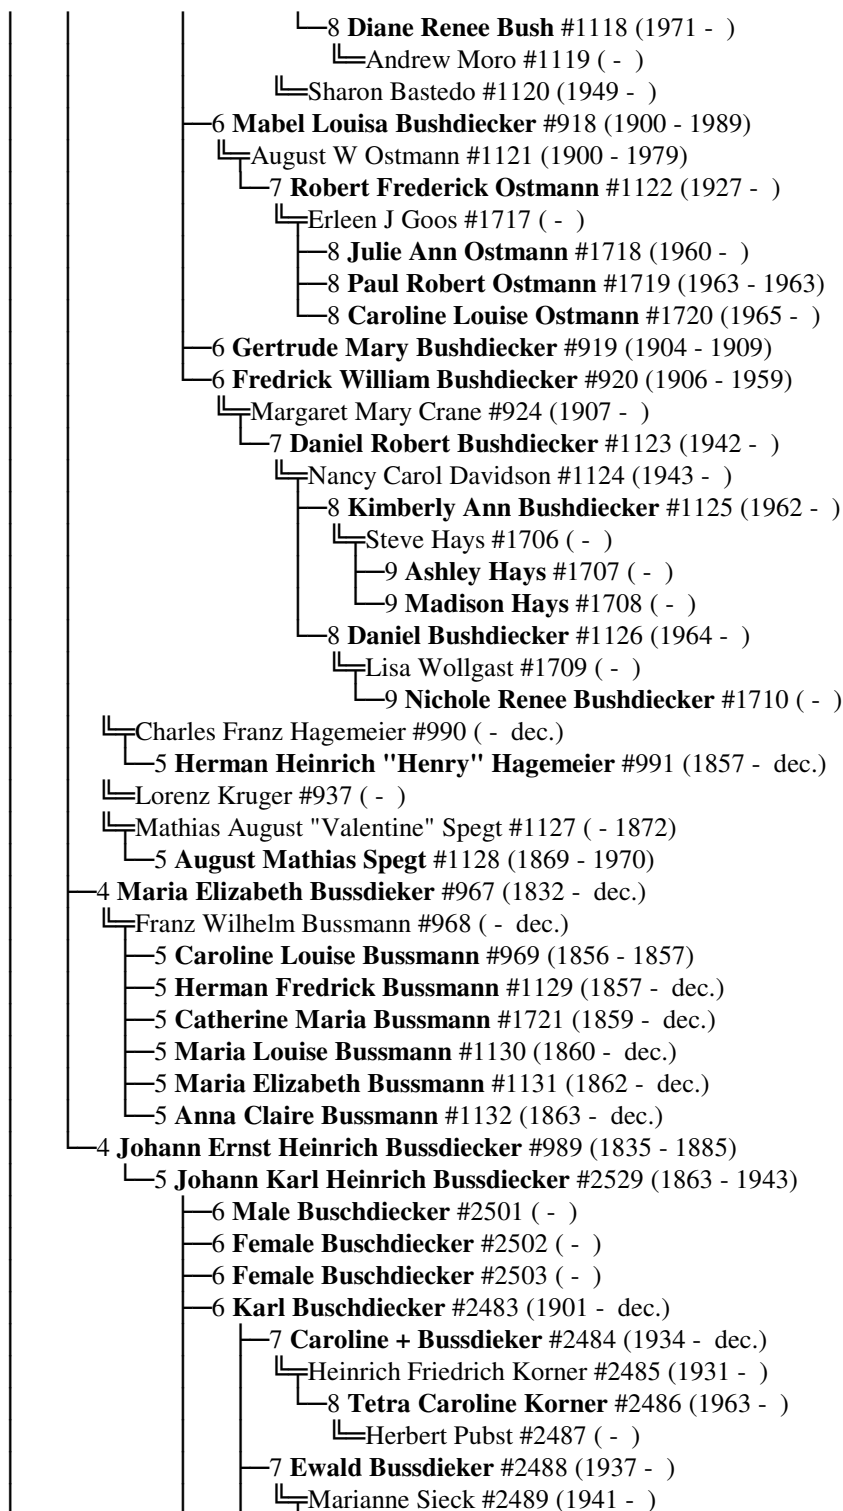 8 Diane Renee Bush #1118 (1971 - )
Andrew Moro #1119 ( - )
Sharon Bastedo #1120 (1949 - )
6 Mabel Louisa Bushdiecker #918 (1900 - 1989)
August W Ostmann #1121 (1900 - 1979)
7 Robert Frederick Ostmann #1122 (1927 - )
Erleen J Goos #1717 ( - )
8 Julie Ann Ostmann #1718 (1960 - )
8 Paul Robert Ostmann #1719 (1963 - 1963)
8 Caroline Louise Ostmann #1720 (1965 - )
6 Gertrude Mary Bushdiecker #919 (1904 - 1909)
6 Fredrick William Bushdiecker #920 (1906 - 1959)
Margaret Mary Crane #924 (1907 - )
7 Daniel Robert Bushdiecker #1123 (1942 - )
Nancy Carol Davidson #1124 (1943 - )
8 Kimberly Ann Bushdiecker #1125 (1962 - )
Steve Hays #1706 ( - )
9 Ashley Hays #1707 ( - )
9 Madison Hays #1708 ( - )
8 Daniel Bushdiecker #1126 (1964 - )
Lisa Wollgast #1709 ( - )
9 Nichole Renee Bushdiecker #1710 ( - )
Charles Franz Hagemeier #990 ( - dec.)
5 Herman Heinrich "Henry" Hagemeier #991 (1857 - dec.)
Lorenz Kruger #937 ( - )
Mathias August "Valentine" Spegt #1127 ( - 1872)
5 August Mathias Spegt #1128 (1869 - 1970)
4 Maria Elizabeth Bussdieker #967 (1832 - dec.)
Franz Wilhelm Bussmann #968 ( - dec.)
5 Caroline Louise Bussmann #969 (1856 - 1857)
5 Herman Fredrick Bussmann #1129 (1857 - dec.)
5 Catherine Maria Bussmann #1721 (1859 - dec.)
5 Maria Louise Bussmann #1130 (1860 - dec.)
5 Maria Elizabeth Bussmann #1131 (1862 - dec.)
5 Anna Claire Bussmann #1132 (1863 - dec.)
4 Johann Ernst Heinrich Bussdiecker #989 (1835 - 1885)
5 Johann Karl Heinrich Bussdiecker #2529 (1863 - 1943)
6 Male Buschdiecker #2501 ( - )
6 Female Buschdiecker #2502 ( - )
6 Female Buschdiecker #2503 ( - )
6 Karl Buschdiecker #2483 (1901 - dec.)
7 Caroline + Bussdieker #2484 (1934 - dec.)
Heinrich Friedrich Korner #2485 (1931 - )
8 Tetra Caroline Korner #2486 (1963 - )
Herbert Pubst #2487 ( - )
7 Ewald Bussdieker #2488 (1937 - )
Marianne Sieck #2489 (1941 - )